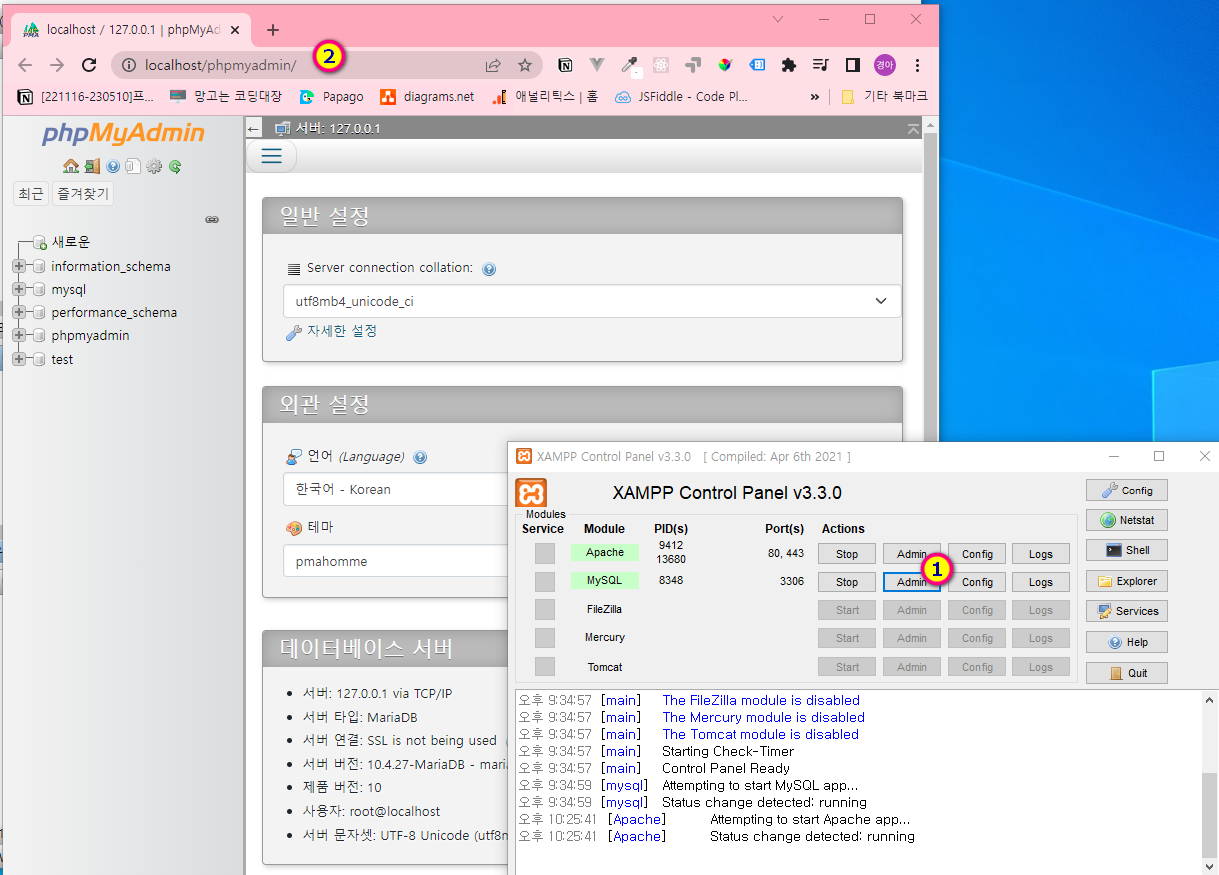 localhost / 127.0.0.1 | phpMyAd
2
localhost/phpmyadmin/
경아
[221116-230510]프...
망고는 코딩대장
Papago
diagrams.net
애널리틱스 | 홈
JSFiddle - Code Pl...
»
기타 북마크
phpMyAdmin
최근
즐겨찾기
새로운
information_schema
mysql
performance_schema
phpmyadmin
test
서버: 127.0.0.1
일반 설정
Server connection collation:
utf8mb4_unicode_ci
자세한 설정
외관 설정
언어 (Language)
한국어 - Korean
테마
pmahomme
데이터베이스 서버
서버: 127.0.0.1 via TCP/IP
서버 타입: MariaDB
서버 연결: SSL is not being used
서버 버전: 10.4.27-MariaDB - maria
제품 버전: 10
사용자: root@localhost
서버 문자셋: UTF-8 Unicode (utf8m
XAMPP Control Panel v3.3.0 [ Compiled: Apr 6th 2021 ]
XAMPP Control Panel v3.3.0
Config
Modules
Service Module PID(s) Port(s) Actions
Netstat
Apache 9412 13680 80, 443 Stop Admin Config Logs
Shell
1
MySQL 8348 3306 Stop Admin Config Logs
Explorer
FileZilla Start Admin Config Logs
Services
Mercury Start Admin Config Logs
Help
Tomcat Start Admin Config Logs
Quit
오후 9:34:57 [main] The FileZilla module is disabled
오후 9:34:57 [main] The Mercury module is disabled
오후 9:34:57 [main] The Tomcat module is disabled
오후 9:34:57 [main] Starting Check-Timer
오후 9:34:57 [main] Control Panel Ready
오후 9:34:59 [mysql] Attempting to start MySQL app...
오후 9:34:59 [mysql] Status change detected: running
오후 10:25:41 [Apache] Attempting to start Apache app...
오후 10:25:41 [Apache] Status change detected: running